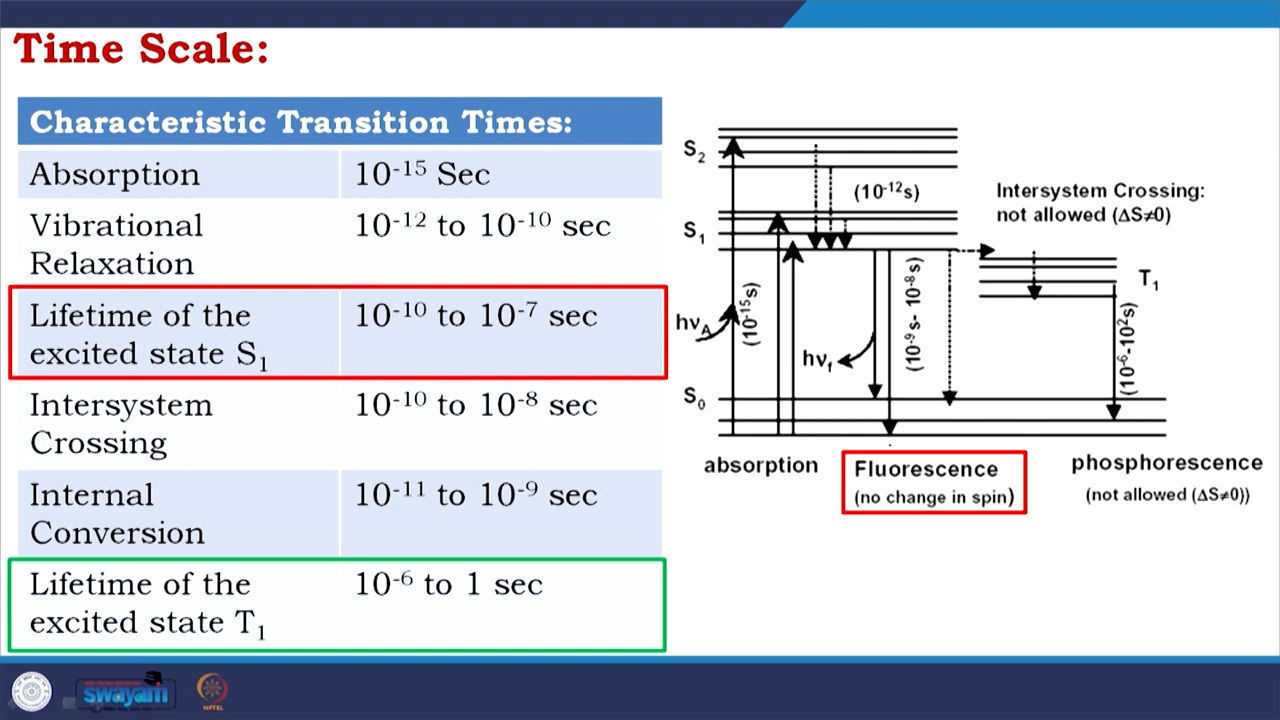 Time Scale:
Characteristic Transition Times:
Absorption 10⁻¹⁵ Sec
Vibrational 10⁻¹² to 10⁻¹⁰ sec
Relaxation
Lifetime of the 10⁻¹⁰ to 10⁻⁷ sec
excited state S₁
Intersystem 10⁻¹⁰ to 10⁻⁸ sec
Crossing
Internal 10⁻¹¹ to 10⁻⁹ sec
Conversion
Lifetime of the 10⁻⁶ to 1 sec
excited state T₁
S₂
(10⁻¹²s)
Intersystem Crossing:
not allowed (ΔS≠0)
S₁
T₁
hν_A
(10⁻¹⁵s)
hν_f
(10⁻⁹s- 10⁻⁸s)
(10⁻⁶-10²s)
S₀
absorption
Fluorescence
(no change in spin)
phosphorescence
(not allowed (ΔS≠0))
swayam
NPTEL